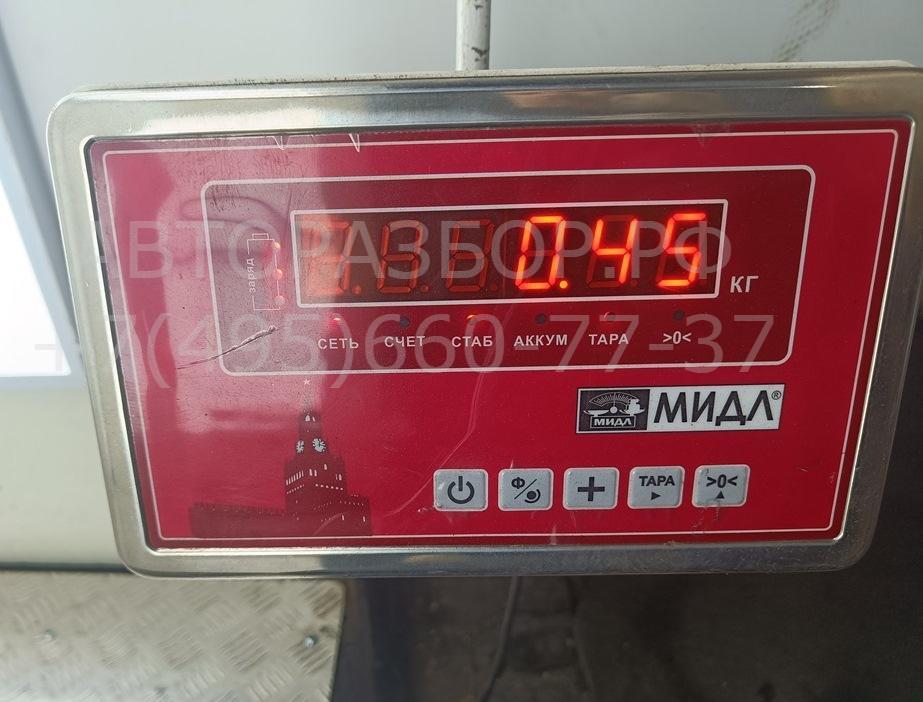 АВТОРАЗБОР.РФ
заряд
0.45
КГ
+7(495)660-77-37
СЕТЬ СЧЕТ СТАБ АККУМ ТАРА >0<
МИДЛ МИДЛ®
Ф/ + ТАРА >0<